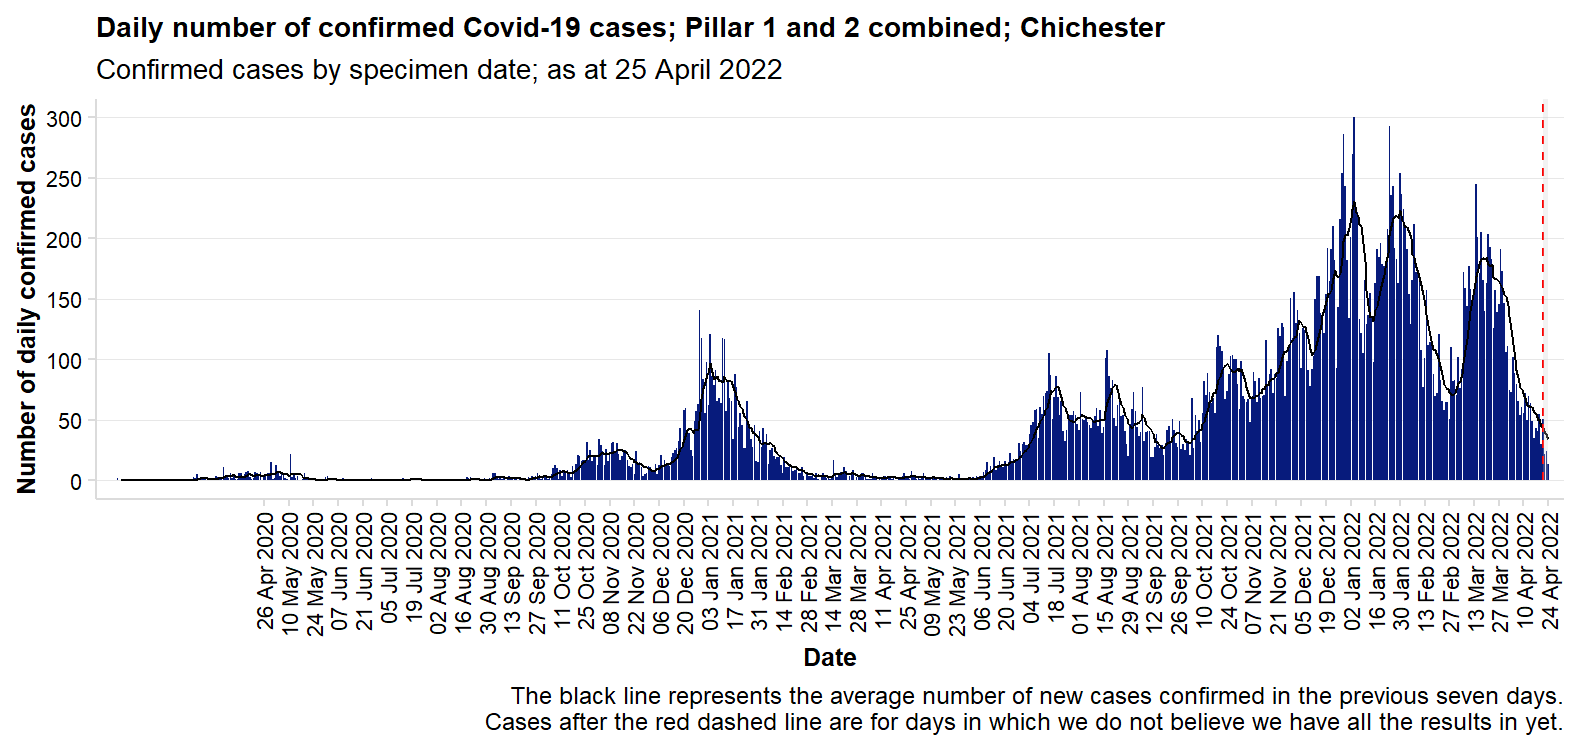 Daily number of confirmed Covid-19 cases; Pillar 1 and 2 combined; Chichester
Confirmed cases by specimen date; as at 25 April 2022
Number of daily confirmed cases
300
250
200
150
100
50
0
26 Apr 2020
10 May 2020
24 May 2020
07 Jun 2020
21 Jun 2020
05 Jul 2020
19 Jul 2020
02 Aug 2020
16 Aug 2020
30 Aug 2020
13 Sep 2020
27 Sep 2020
11 Oct 2020
25 Oct 2020
08 Nov 2020
22 Nov 2020
06 Dec 2020
20 Dec 2020
03 Jan 2021
17 Jan 2021
31 Jan 2021
14 Feb 2021
28 Feb 2021
14 Mar 2021
28 Mar 2021
11 Apr 2021
25 Apr 2021
09 May 2021
23 May 2021
06 Jun 2021
20 Jun 2021
04 Jul 2021
18 Jul 2021
01 Aug 2021
15 Aug 2021
29 Aug 2021
12 Sep 2021
26 Sep 2021
10 Oct 2021
24 Oct 2021
07 Nov 2021
21 Nov 2021
05 Dec 2021
19 Dec 2021
02 Jan 2022
16 Jan 2022
30 Jan 2022
13 Feb 2022
27 Feb 2022
13 Mar 2022
27 Mar 2022
10 Apr 2022
24 Apr 2022
Date
The black line represents the average number of new cases confirmed in the previous seven days.
Cases after the red dashed line are for days in which we do not believe we have all the results in yet.